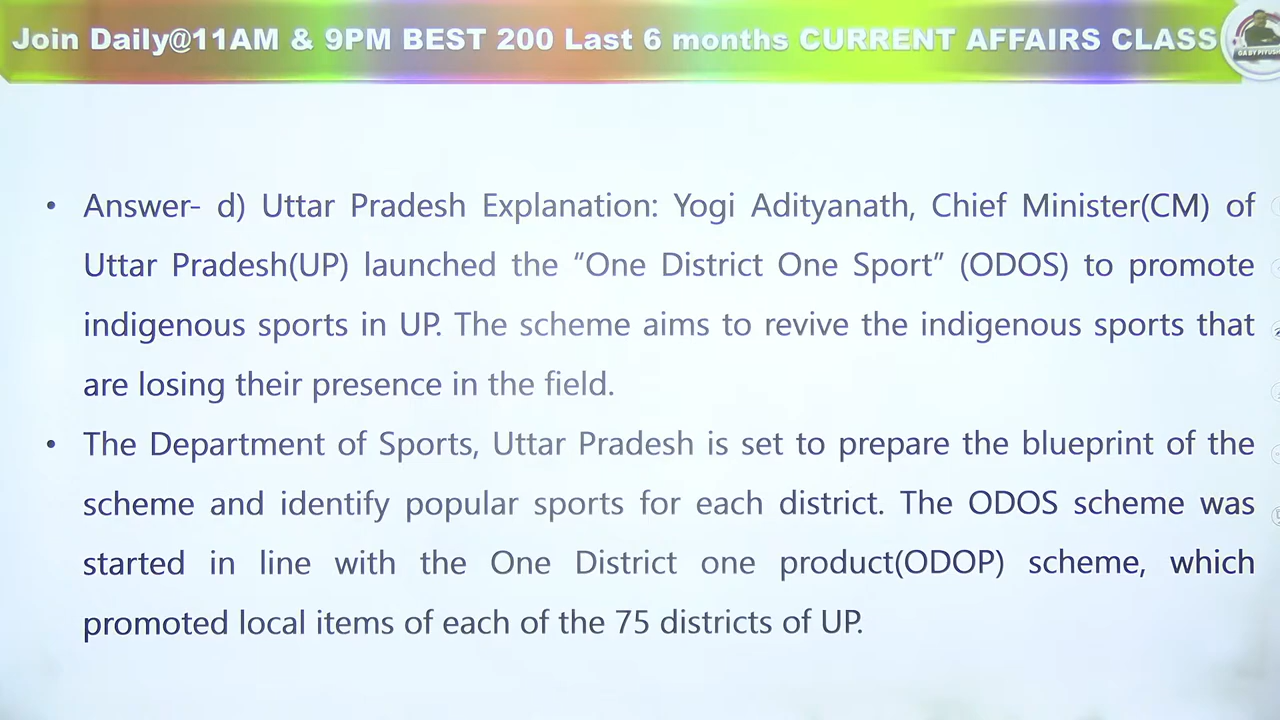 Join Daily@11AM & 9PM BEST 200 Last 6 months CURRENT AFFAIRS CLASS
GA BY PIYUSH
• Answer- d) Uttar Pradesh Explanation: Yogi Adityanath, Chief Minister(CM) of
Uttar Pradesh(UP) launched the “One District One Sport” (ODOS) to promote
indigenous sports in UP. The scheme aims to revive the indigenous sports that
are losing their presence in the field.
• The Department of Sports, Uttar Pradesh is set to prepare the blueprint of the
scheme and identify popular sports for each district. The ODOS scheme was
started in line with the One District one product(ODOP) scheme, which
promoted local items of each of the 75 districts of UP.